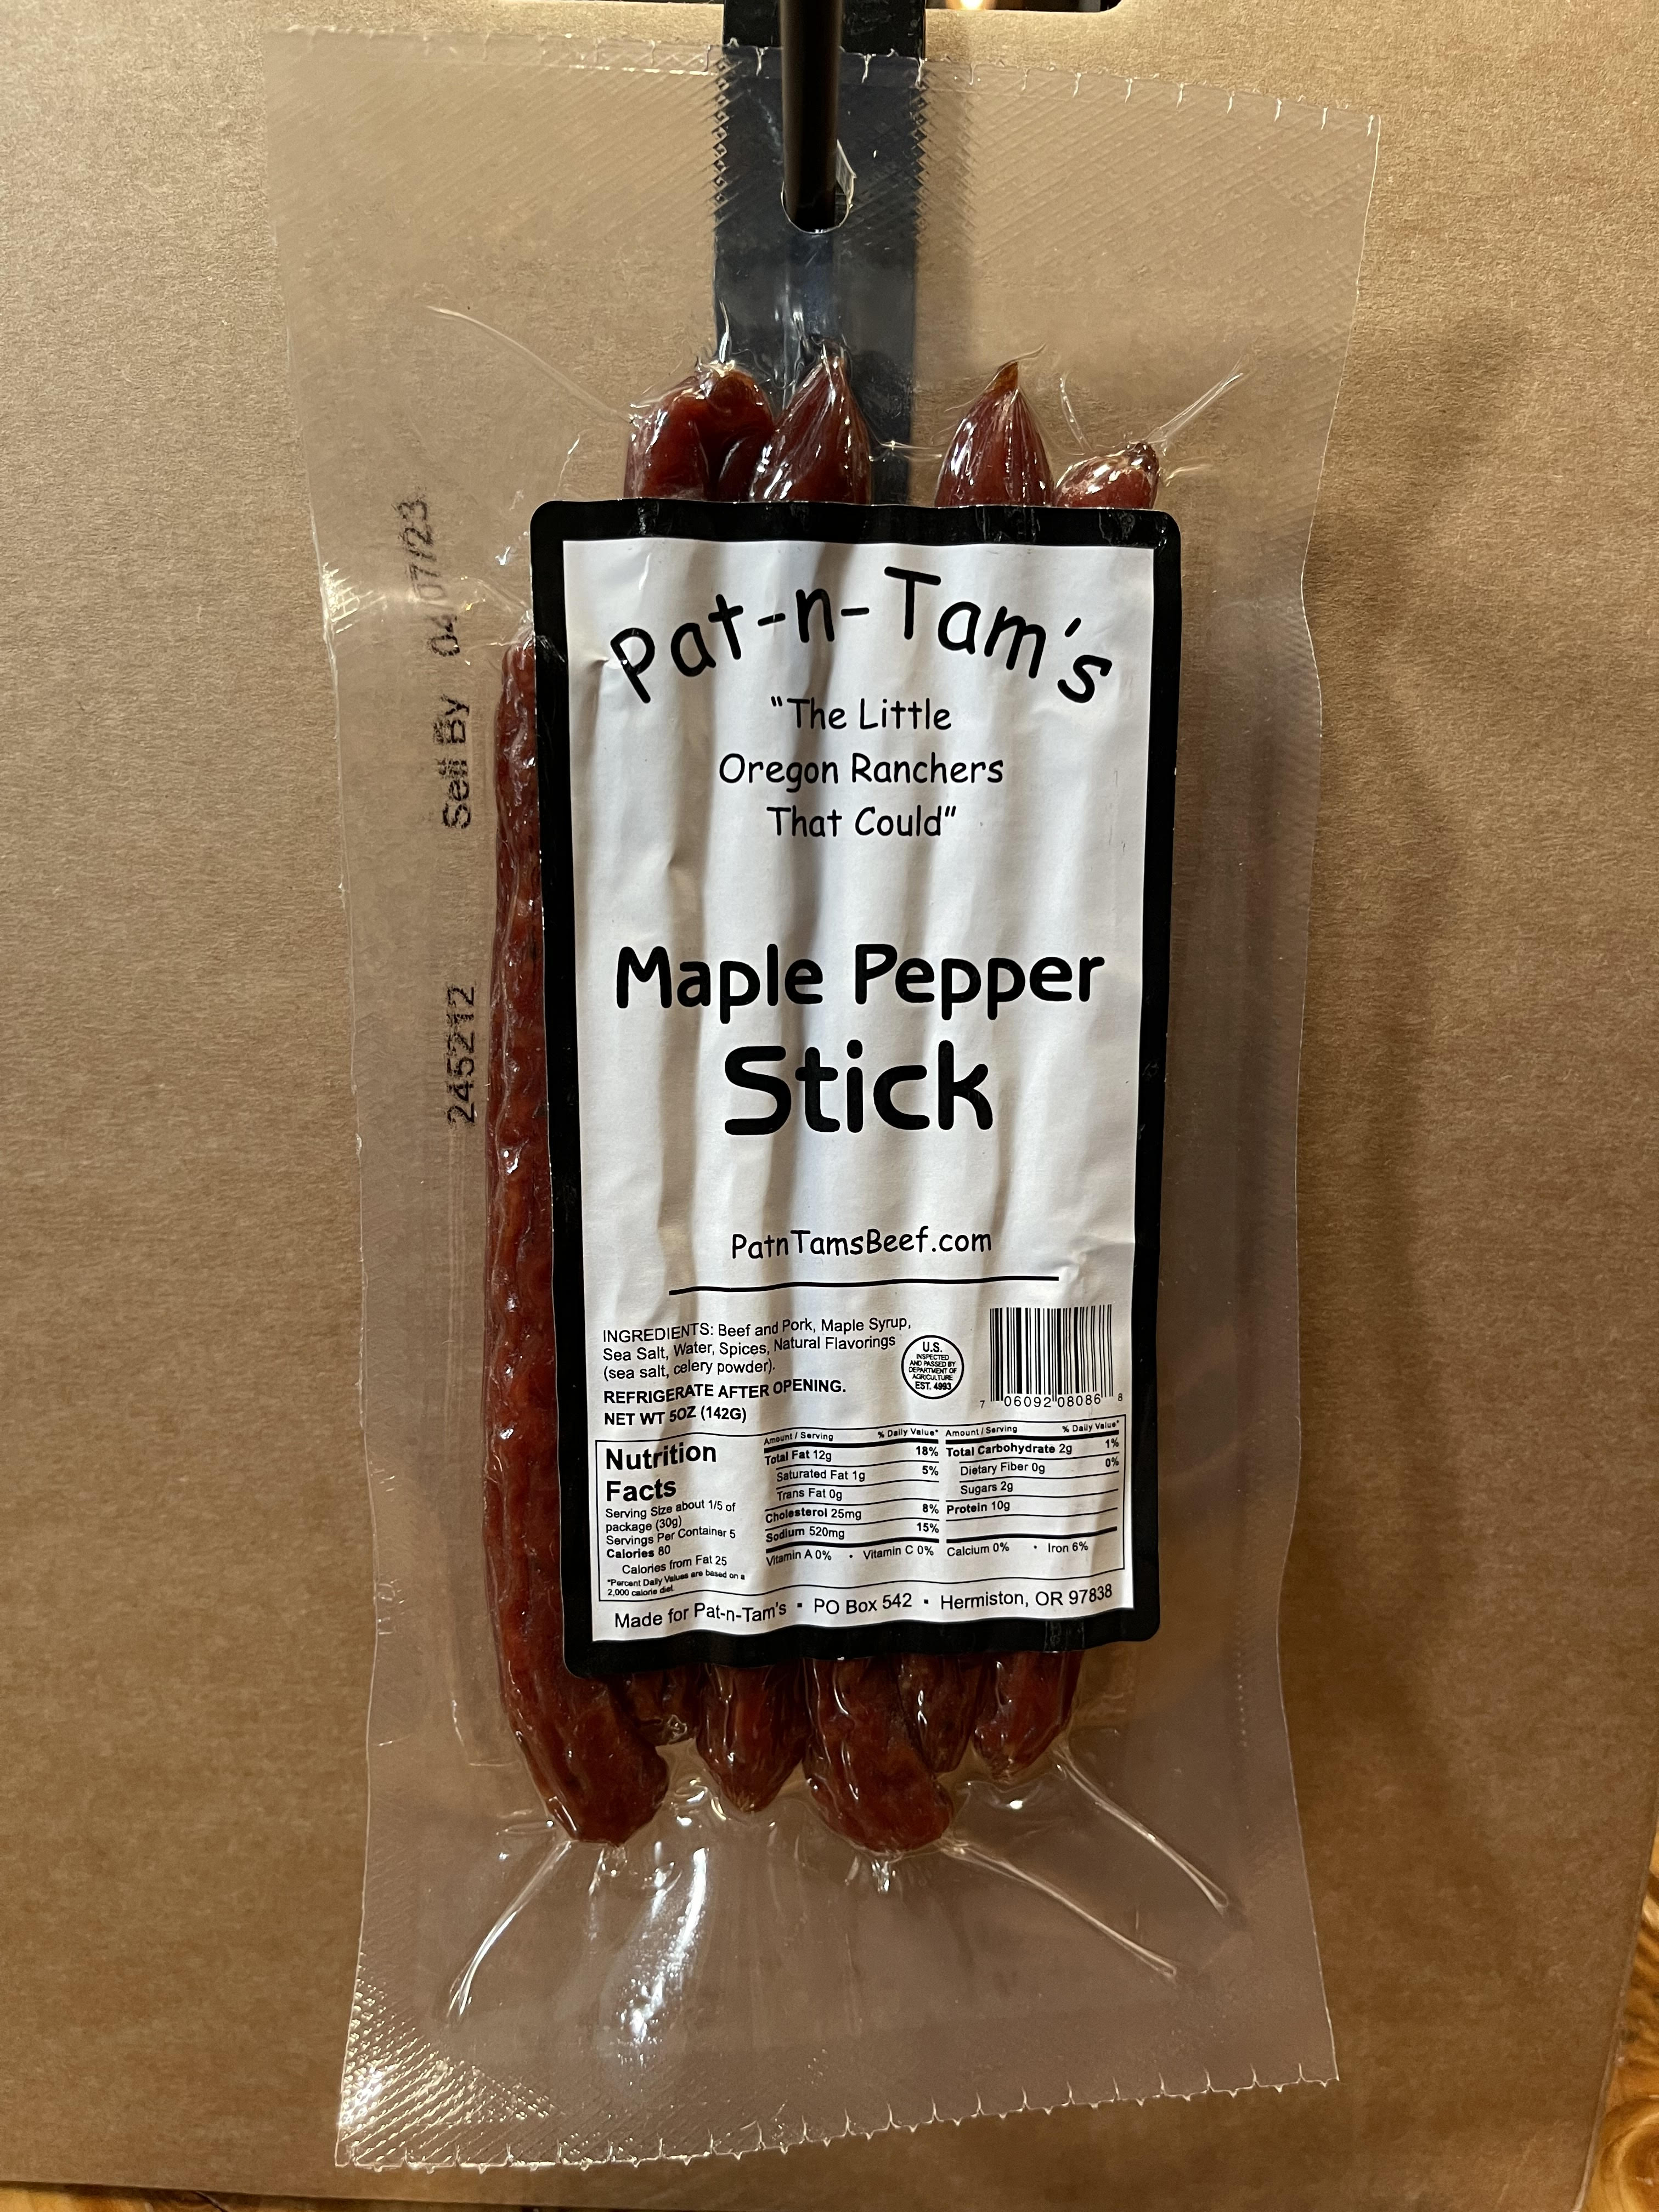 Pat-n-Tam's
"The Little
Oregon Ranchers
That Could"
Maple Pepper
Stick
PatnTamsBeef.com
INGREDIENTS: Beef and Pork, Maple Syrup,
Sea Salt, Water, Spices, Natural Flavorings
(sea salt, celery powder).
REFRIGERATE AFTER OPENING.
NET WT 5OZ (142G)
U.S.
INSPECTED
AND PASSED BY
DEPARTMENT OF
AGRICULTURE
EST. 4993
7 06092 08086 8
Nutrition
Facts
Serving Size about 1/5 of
package (30g)
Servings Per Container 5
Calories 80
Calories from Fat 25
*Percent Daily Values are based on a
2,000 calorie diet.
Amount / Serving % Daily Value*
Total Fat 12g 18%
Saturated Fat 1g 5%
Trans Fat 0g
Cholesterol 25mg 8%
Sodium 520mg 15%
Vitamin A 0% • Vitamin C 0%
Amount / Serving % Daily Value*
Total Carbohydrate 2g 1%
Dietary Fiber 0g 0%
Sugars 2g
Protein 10g
Calcium 0% • Iron 6%
Made for Pat-n-Tam's ▪ PO Box 542 ▪ Hermiston, OR 97838
245212 Sell By 04/07/23